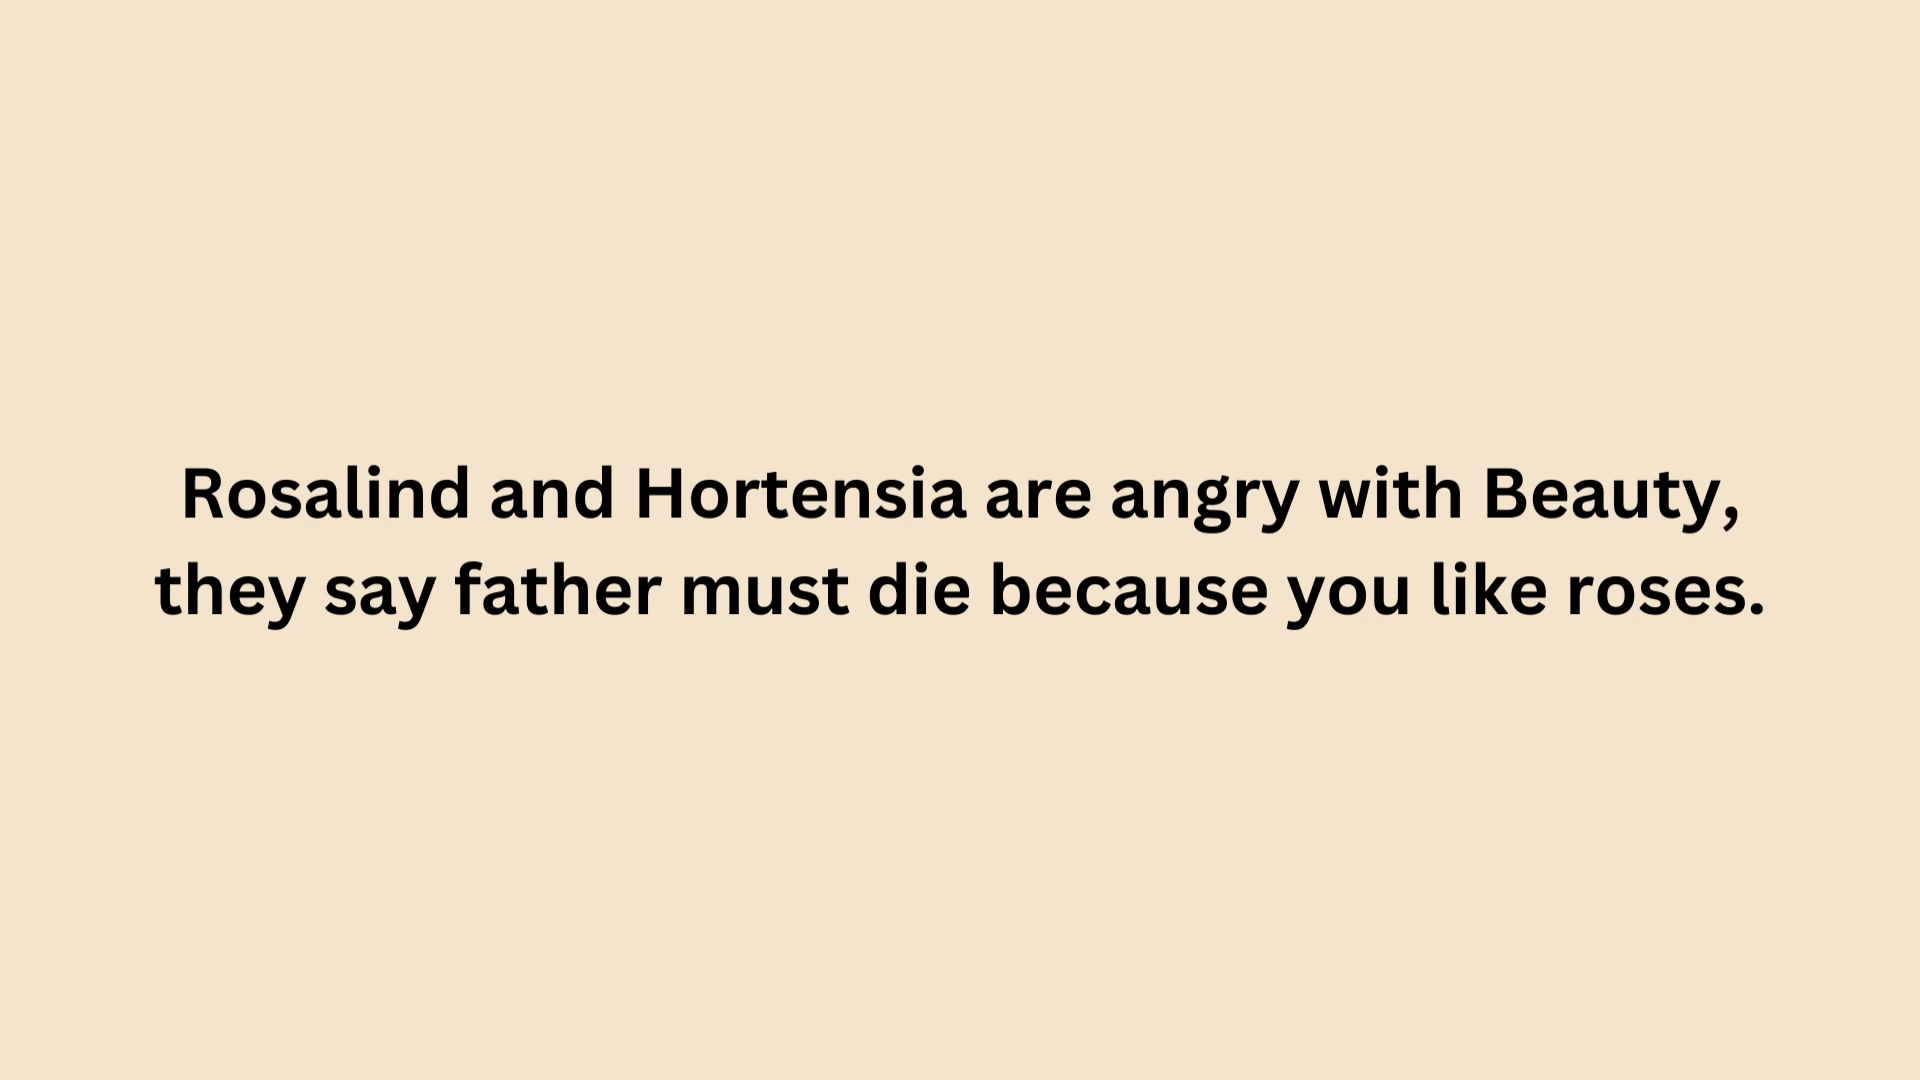 Rosalind and Hortensia are angry with Beauty,
they say father must die because you like roses.